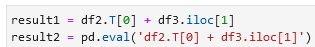 result1 = df2.T[0] + df3.iloc[1]
result2 = pd.eval('df2.T[0] + df3.iloc[1]')